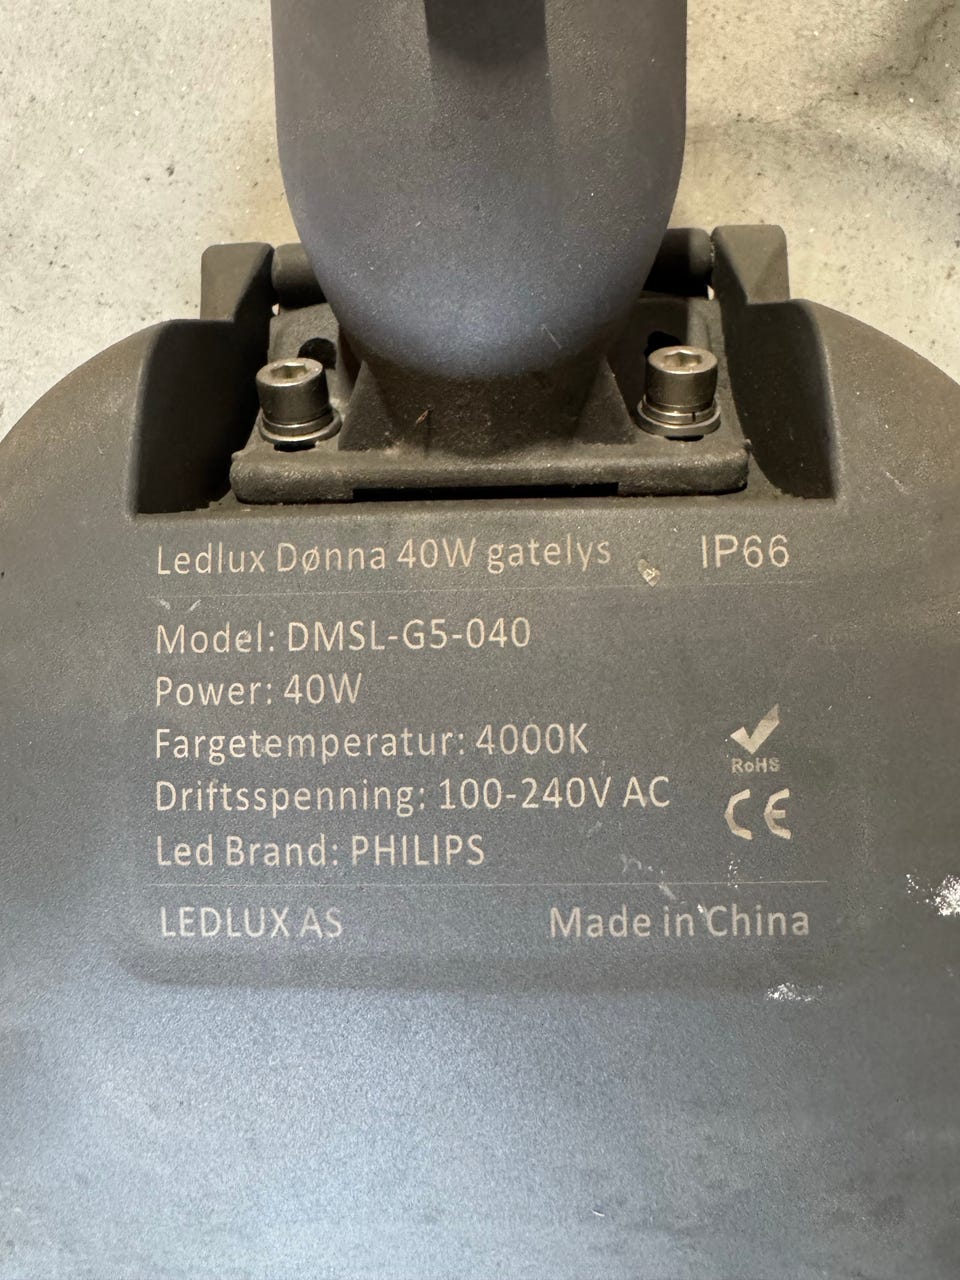 Ledlux Dønna 40W gatelys IP66
Model: DMSL-G5-040
Power: 40W
Fargetemperatur: 4000K
RoHS
Driftsspenning: 100-240V AC
CE
Led Brand: PHILIPS
LEDLUX AS Made in China